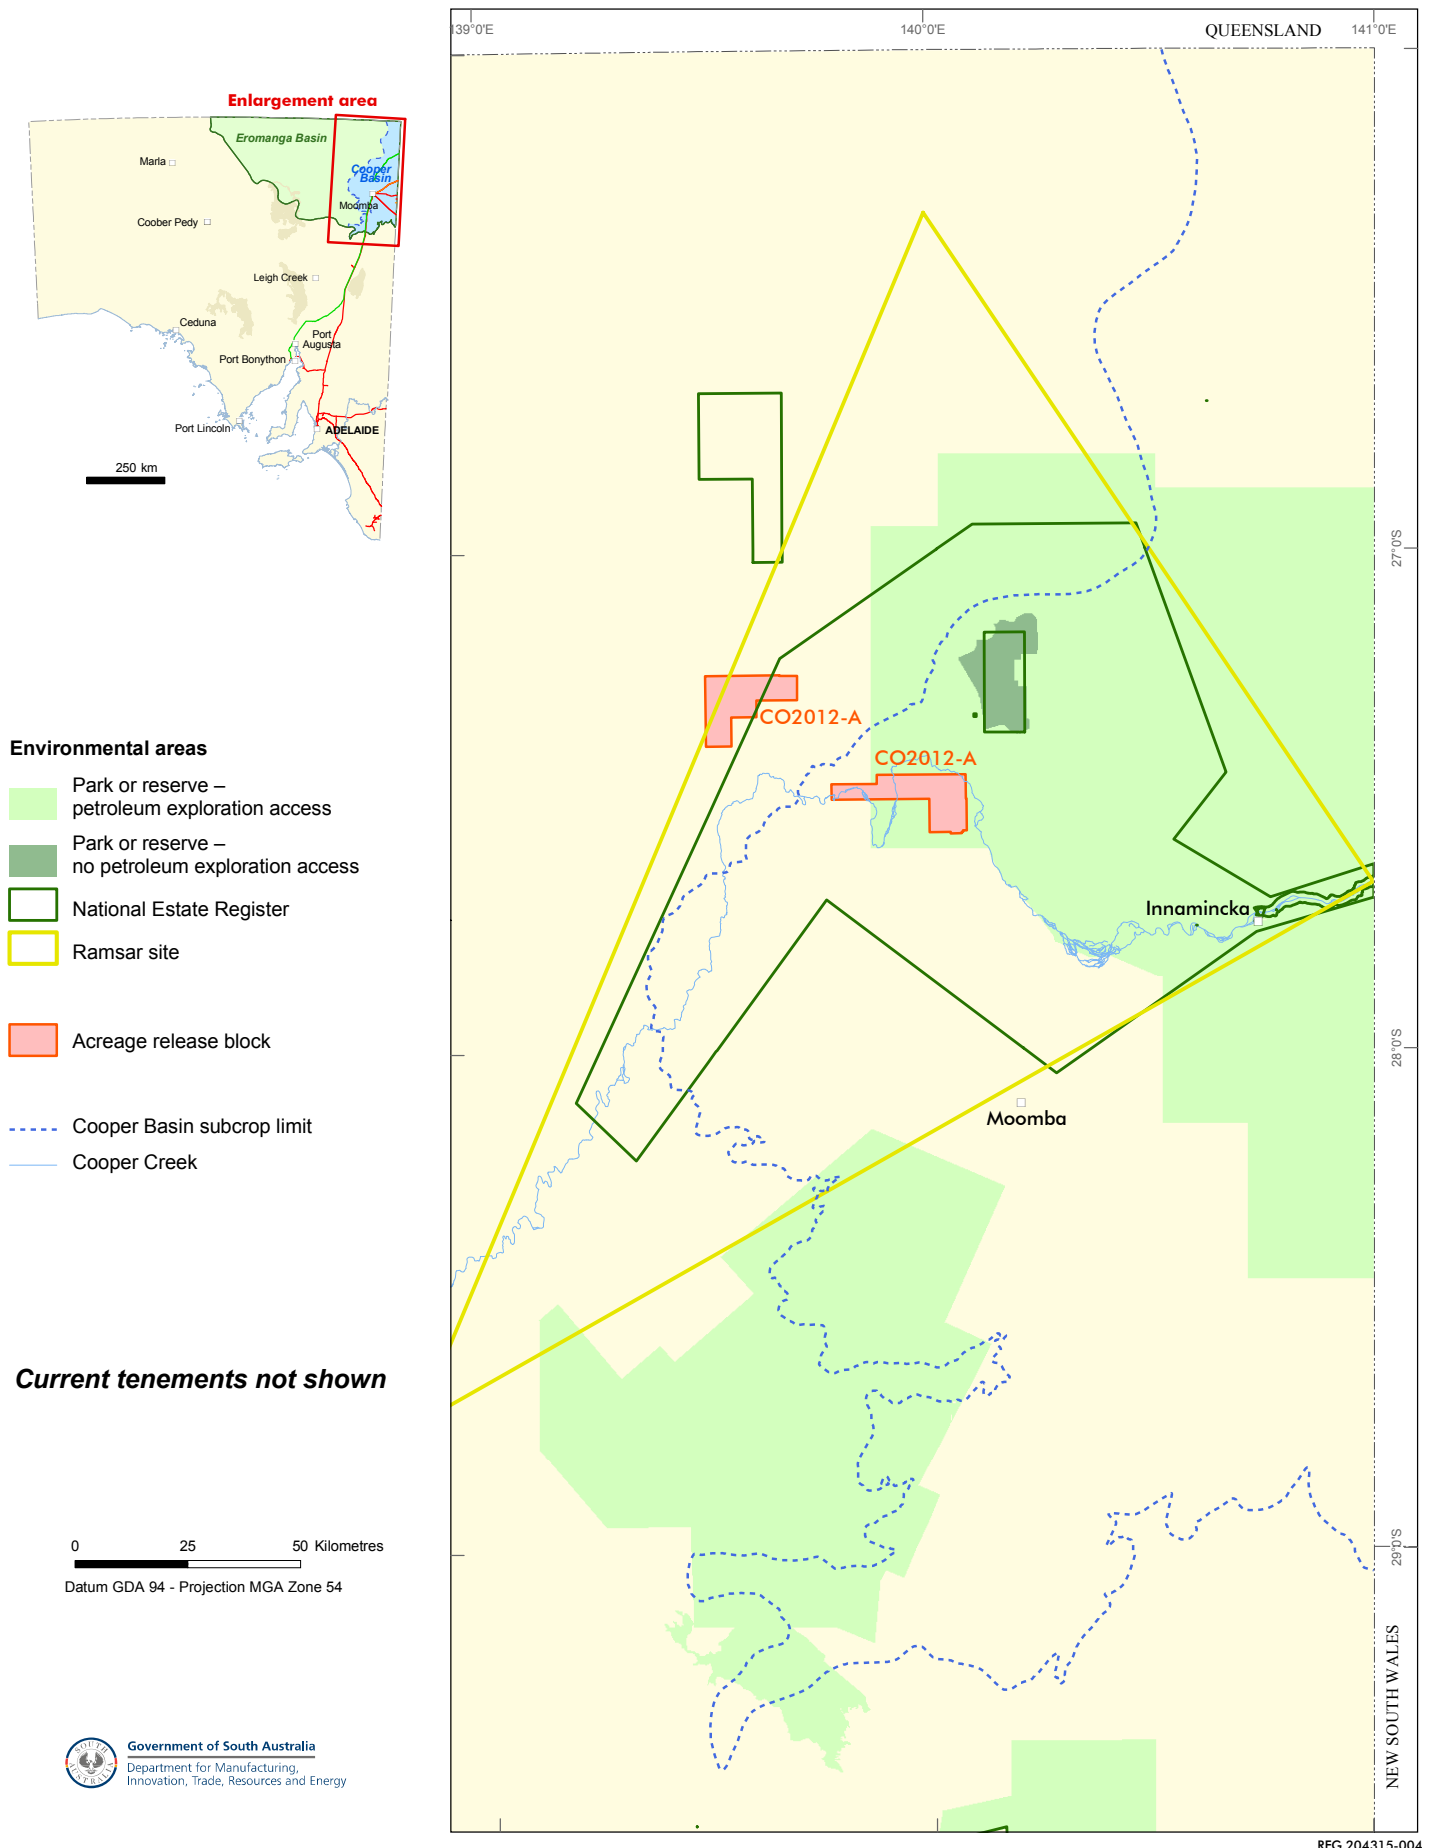 139°0'E
140°0'E
QUEENSLAND
141°0'E
Enlargement area
Eromanga Basin
Marla
Cooper
Basin
Moomba
Coober Pedy
Leigh Creek
Ceduna
Port
Augusta
Port Bonython
Port Lincoln
ADELAIDE
250 km
27°0'S
CO2012-A
CO2012-A
Environmental areas
Park or reserve –
petroleum exploration access
Park or reserve –
no petroleum exploration access
National Estate Register
Ramsar site
Acreage release block
Cooper Basin subcrop limit
Cooper Creek
Innamincka
28°0'S
Moomba
Current tenements not shown
0 25 50 Kilometres
Datum GDA 94 - Projection MGA Zone 54
29°0'S
NEW SOUTH WALES
SOUTH
AUSTRALIA
Government of South Australia
Department for Manufacturing,
Innovation, Trade, Resources and Energy
REG 204315-004